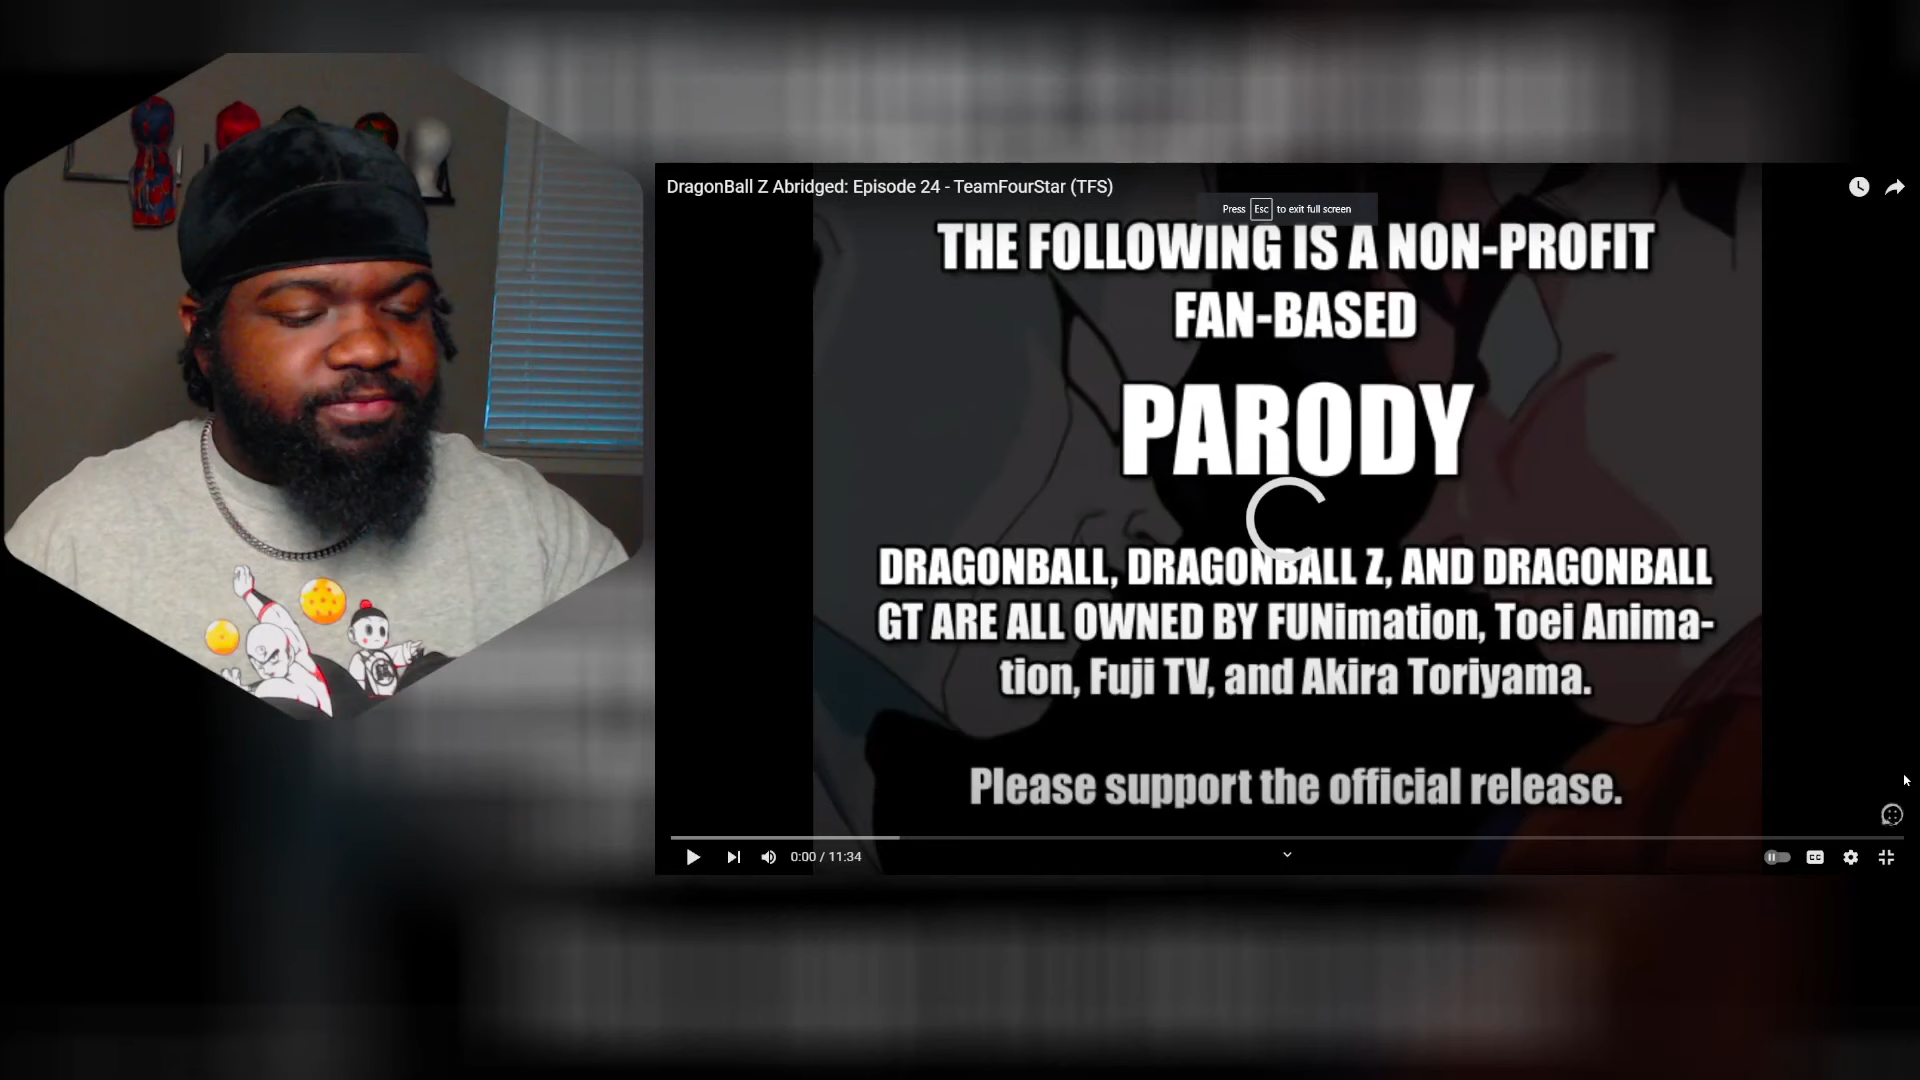 DragonBall Z Abridged: Episode 24 - TeamFourStar (TFS)
Press Esc to exit full screen
THE FOLLOWING IS A NON-PROFIT
FAN-BASED
PARODY
DRAGONBALL, DRAGONBALL Z, AND DRAGONBALL
GT ARE ALL OWNED BY FUNimation, Toei Anima-
tion, Fuji TV, and Akira Toriyama.
Please support the official release.
0:00 / 11:34
CC